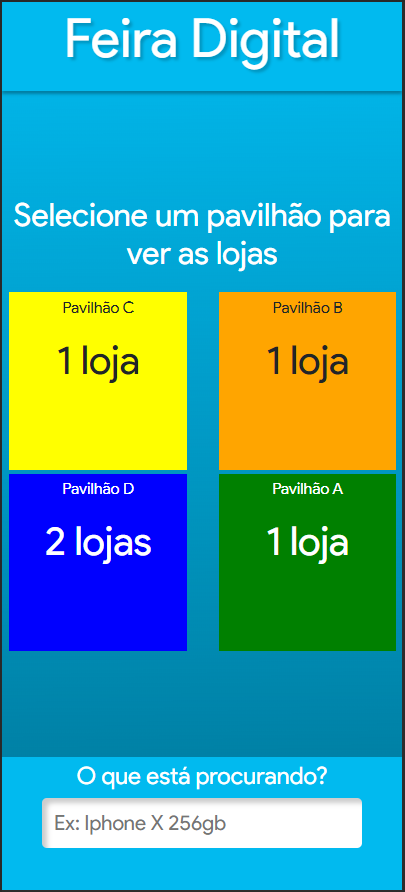 Feira Digital
Selecione um pavilhão para
ver as lojas
Pavilhão C
1 loja
Pavilhão B
1 loja
Pavilhão D
2 lojas
Pavilhão A
1 loja
O que está procurando?
Ex: Iphone X 256gb